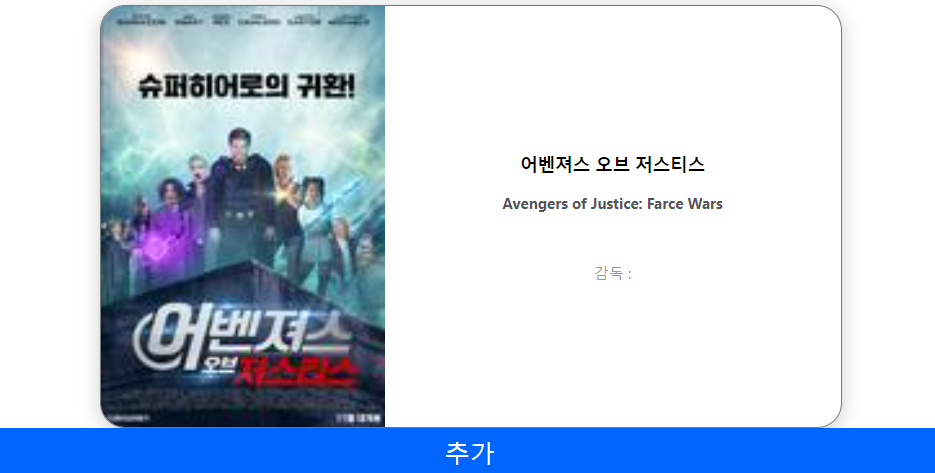 슈퍼히어로의 귀환!
어벤져스
오브 저스티스
어벤져스 오브 저스티스
Avengers of Justice: Farce Wars
감독 :
추가